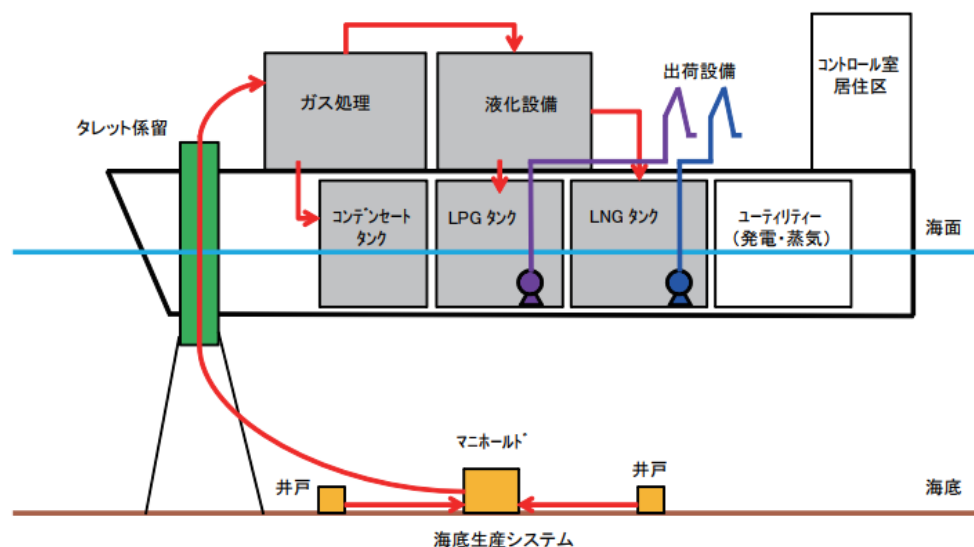 コントロール室
居住区
出荷設備
ガス処理
液化設備
タレット係留
コンデンセート
タンク
LPG タンク
LNG タンク
ユーティリティー
(発電・蒸気)
海面
マニホールド
井戸
井戸
海底
海底生産システム